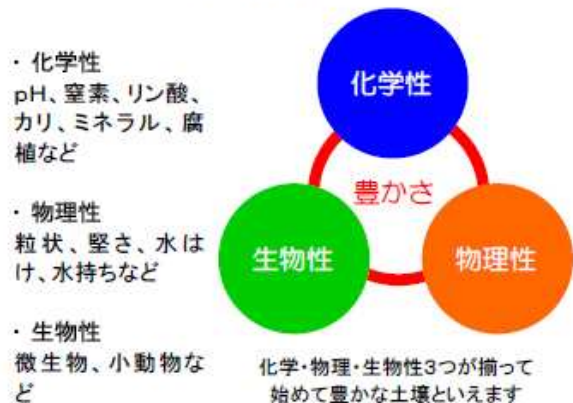 ・ 化学性
pH、窒素、リン酸、
カリ、ミネラル、腐
植など
・ 物理性
粒状、堅さ、水は
け、水持ちなど
・ 生物性
微生物、小動物な
ど
化学性
豊かさ
生物性
物理性
化学・物理・生物性3つが揃って
始めて豊かな土壌といえます